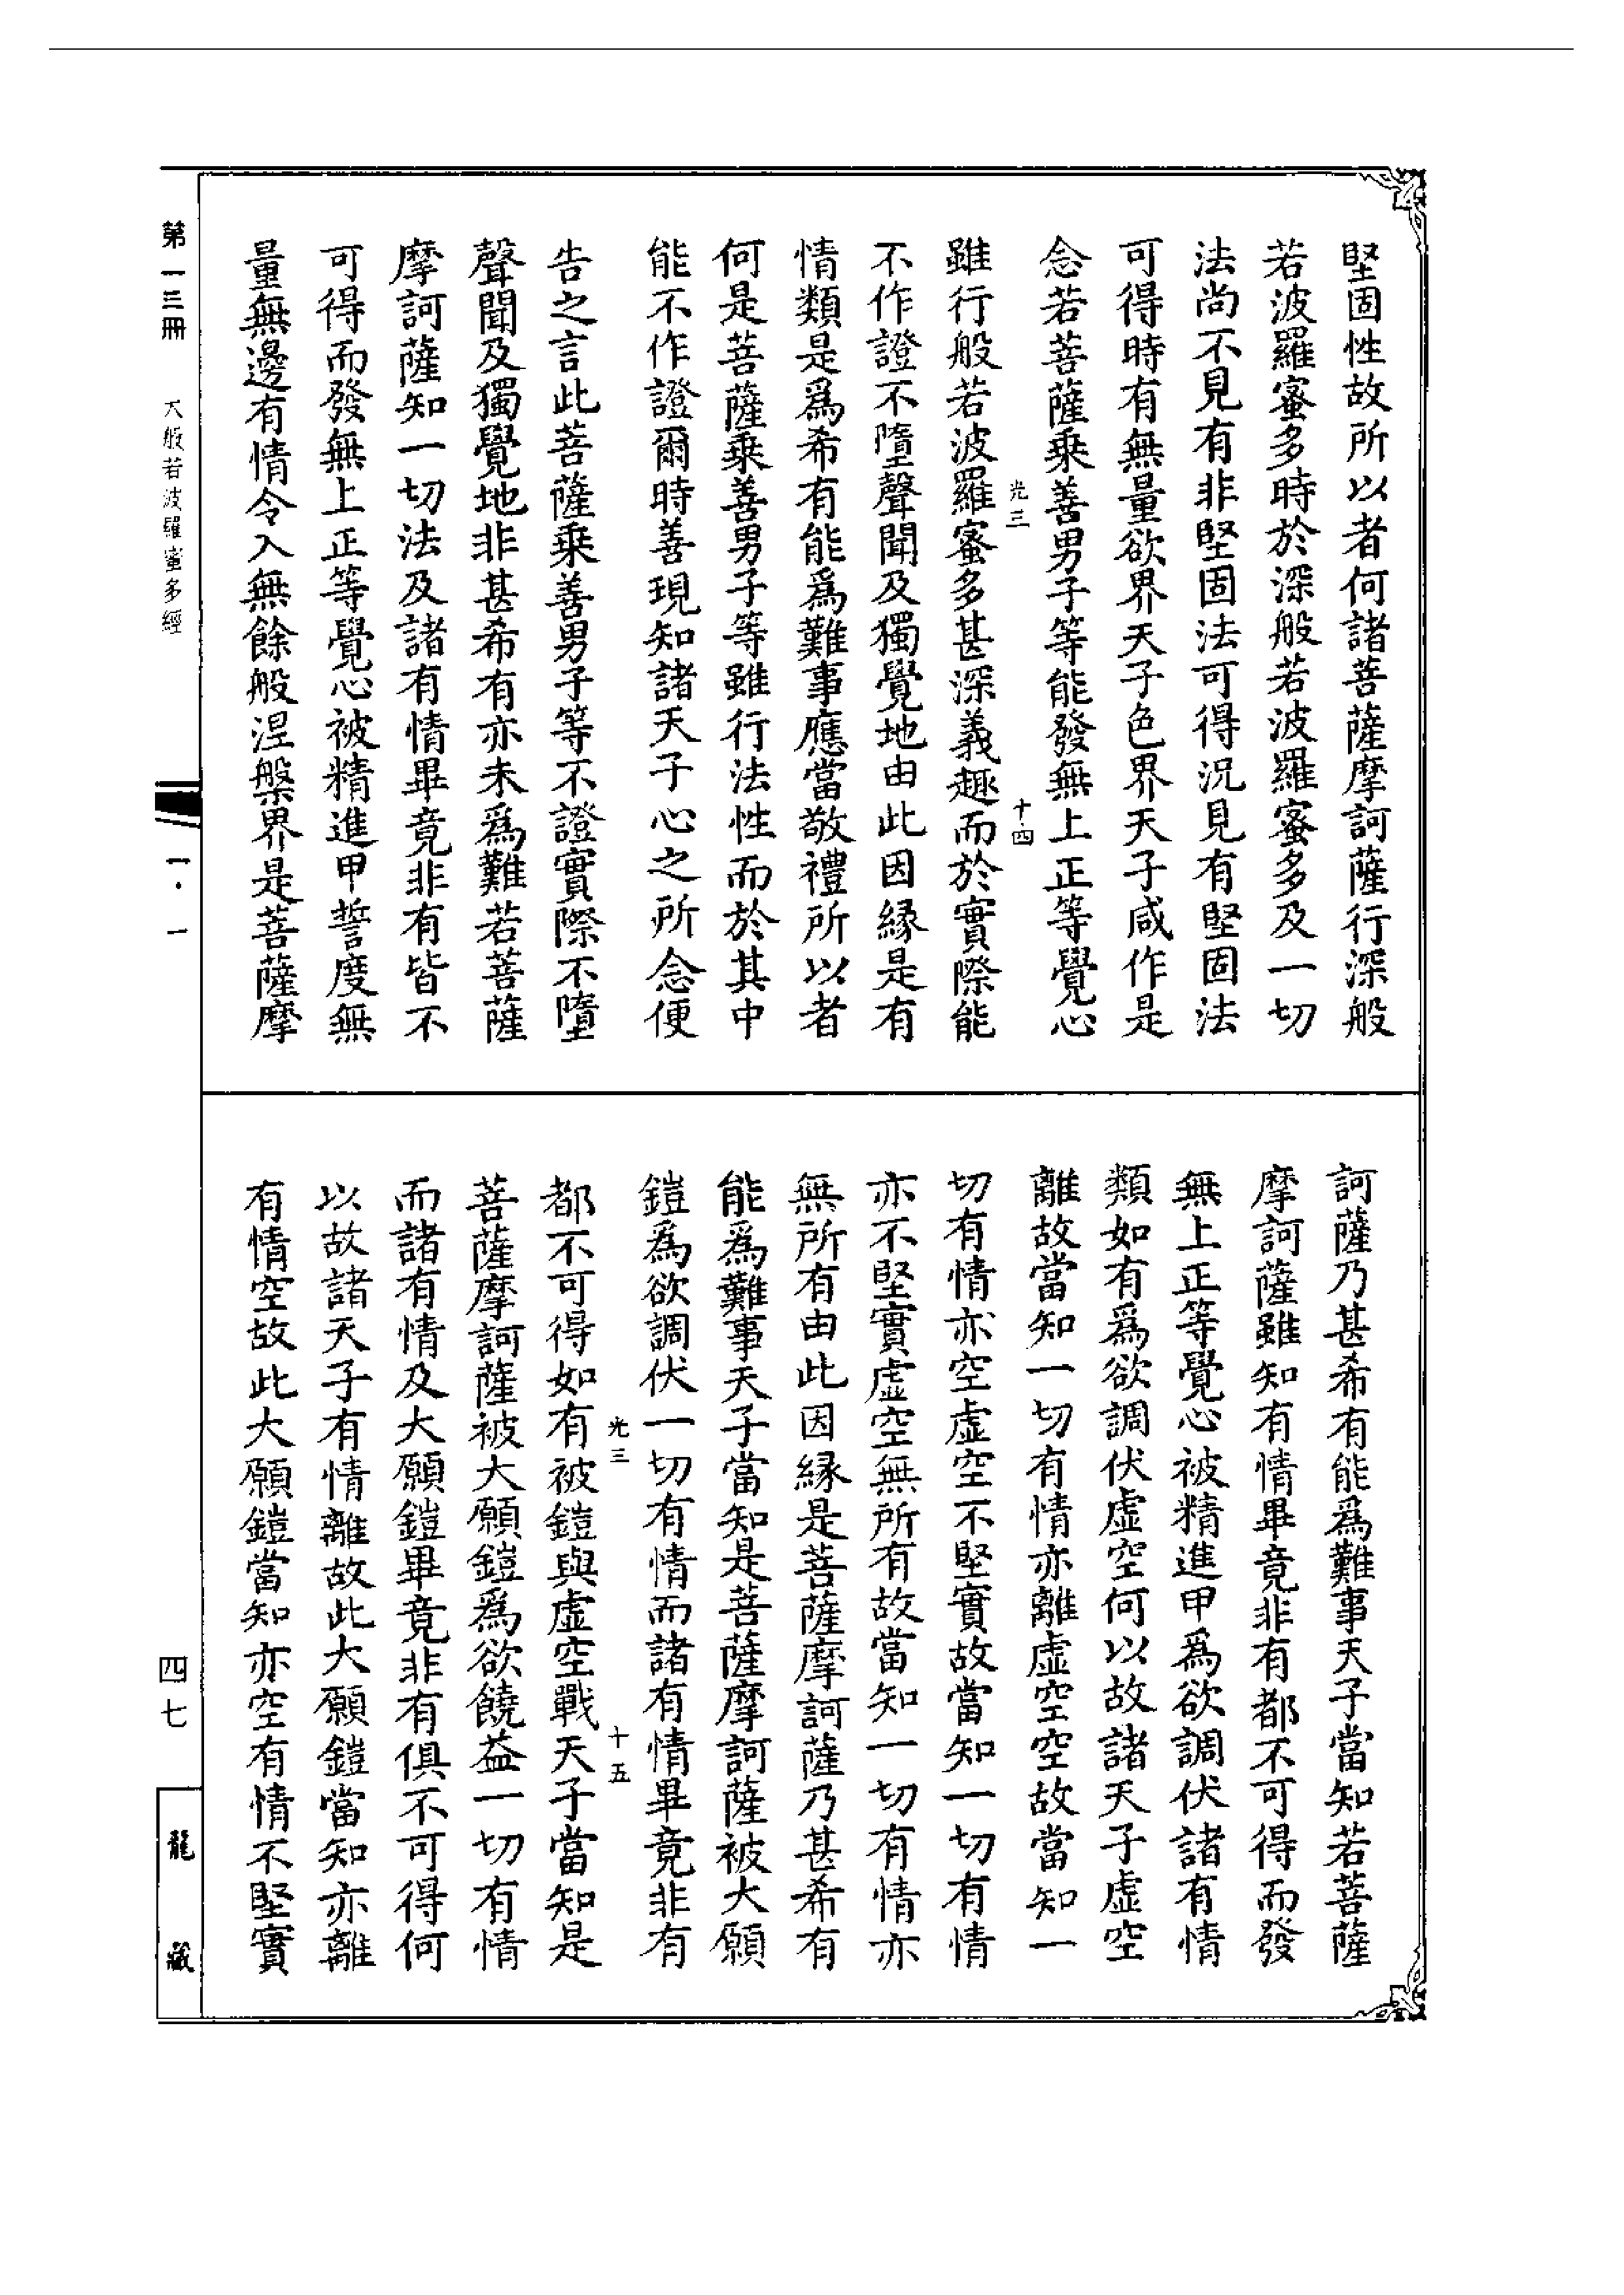 堅固性故所以者何諸菩薩摩訶薩行深般
若波羅蜜多時於深般若波羅蜜多及一切
法尚不見有非堅固法可得況見有堅固法
可得時有無量欲界天子色界天子咸作是
念若菩薩乘善男子等能發無上正等覺心
光三 十四
雖行般若波羅蜜多甚深義趣而於實際能
不作證不墮聲聞及獨覺地由此因緣是有
情類是爲希有能爲難事應當敬禮所以者
何是菩薩乘善男子等雖行法性而於其中
能不作證爾時善現知諸天子心之所念便
告之言此菩薩乘善男子等不證實際不墮
聲聞及獨覺地非甚希有亦未爲難若菩薩
摩訶薩知一切法及諸有情畢竟非有皆不
可得而發無上正等覺心被精進甲誓度無
量無邊有情令入無餘般涅槃界是菩薩摩
訶薩乃甚希有能爲難事天子當知若菩薩
摩訶薩雖知有情畢竟非有都不可得而發
無上正等覺心被精進甲爲欲調伏諸有情
類如有爲欲調伏虛空何以故諸天子虛空
離故當知一切有情亦離虛空空故當知一
切有情亦空虛空不堅實故當知一切有情
亦不堅實虛空無所有故當知一切有情亦
無所有由此因緣是菩薩摩訶薩乃甚希有
能爲難事天子當知是菩薩摩訶薩被大願
鎧爲欲調伏一切有情而諸有情畢竟非有
光三 十五
都不可得如有被鎧與虛空戰天子當知是
菩薩摩訶薩被大願鎧爲欲饒益一切有情
而諸有情及大願鎧畢竟非有俱不可得何
以故諸天子有情離故此大願鎧當知亦離
有情空故此大願鎧當知亦空有情不堅實
第一三冊 大般若波羅蜜多經 一·一 四七
龍藏